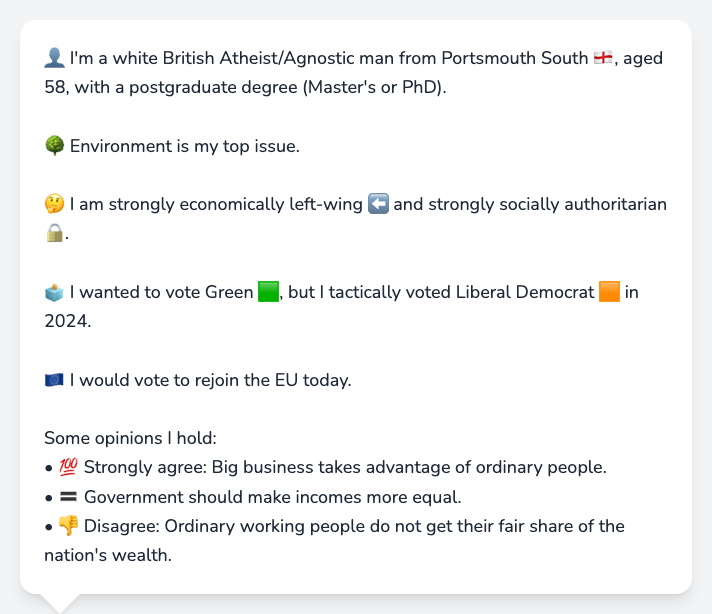 👤 I'm a white British Atheist/Agnostic man from Portsmouth South 🏴󠁧󠁢󠁥󠁮󠁧󠁿, aged
58, with a postgraduate degree (Master's or PhD).
🌳 Environment is my top issue.
🤔 I am strongly economically left-wing ⬅️ and strongly socially authoritarian
🔒.
🗳️ I wanted to vote Green 🟩, but I tactically voted Liberal Democrat 🟧 in
2024.
🇪🇺 I would vote to rejoin the EU today.
Some opinions I hold:
• 💯 Strongly agree: Big business takes advantage of ordinary people.
• 🟰 Government should make incomes more equal.
• 👎 Disagree: Ordinary working people do not get their fair share of the
nation's wealth.